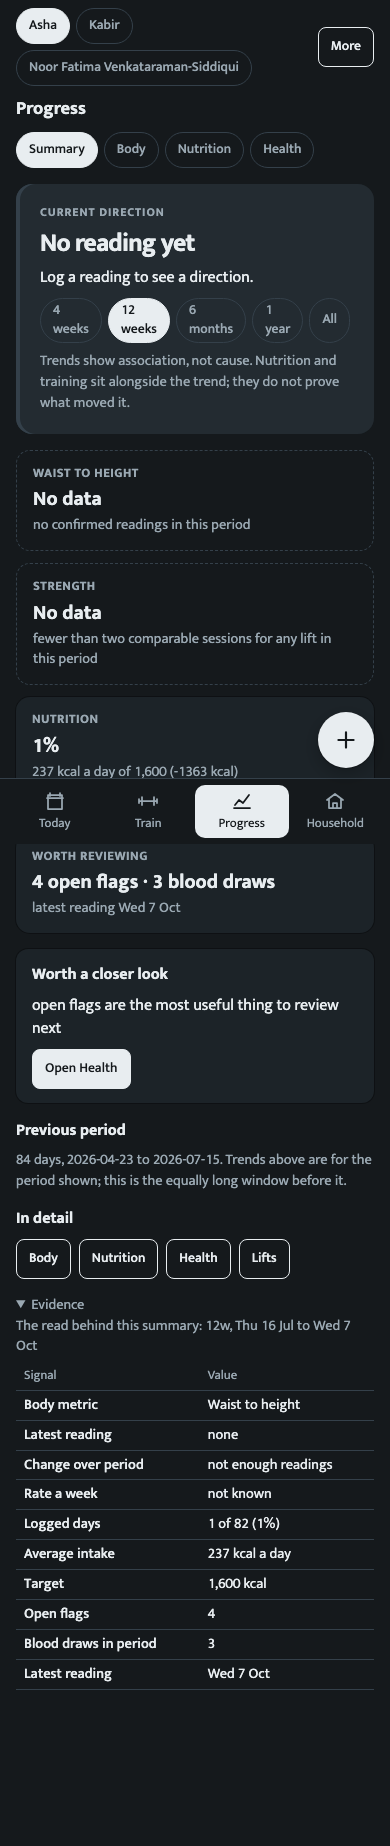 Asha
Kabir
Noor Fatima Venkataraman-Siddiqui
More
Progress
Summary
Body
Nutrition
Health
CURRENT DIRECTION
No reading yet
Log a reading to see a direction.
4
weeks
12
weeks
6
months
1
year
All
Trends show association, not cause. Nutrition and
training sit alongside the trend; they do not prove
what moved it.
WAIST TO HEIGHT
No data
no confirmed readings in this period
STRENGTH
No data
fewer than two comparable sessions for any lift in
this period
NUTRITION
1%
237 kcal a day of 1,600 (-1363 kcal)
Today
Train
Progress
Household
WORTH REVIEWING
4 open flags · 3 blood draws
latest reading Wed 7 Oct
Worth a closer look
open flags are the most useful thing to review
next
Open Health
Previous period
84 days, 2026-04-23 to 2026-07-15. Trends above are for the
period shown; this is the equally long window before it.
In detail
Body
Nutrition
Health
Lifts
▼ Evidence
The read behind this summary: 12w, Thu 16 Jul to Wed 7
Oct
Signal Value
Body metric Waist to height
Latest reading none
Change over period not enough readings
Rate a week not known
Logged days 1 of 82 (1%)
Average intake 237 kcal a day
Target 1,600 kcal
Open flags 4
Blood draws in period 3
Latest reading Wed 7 Oct